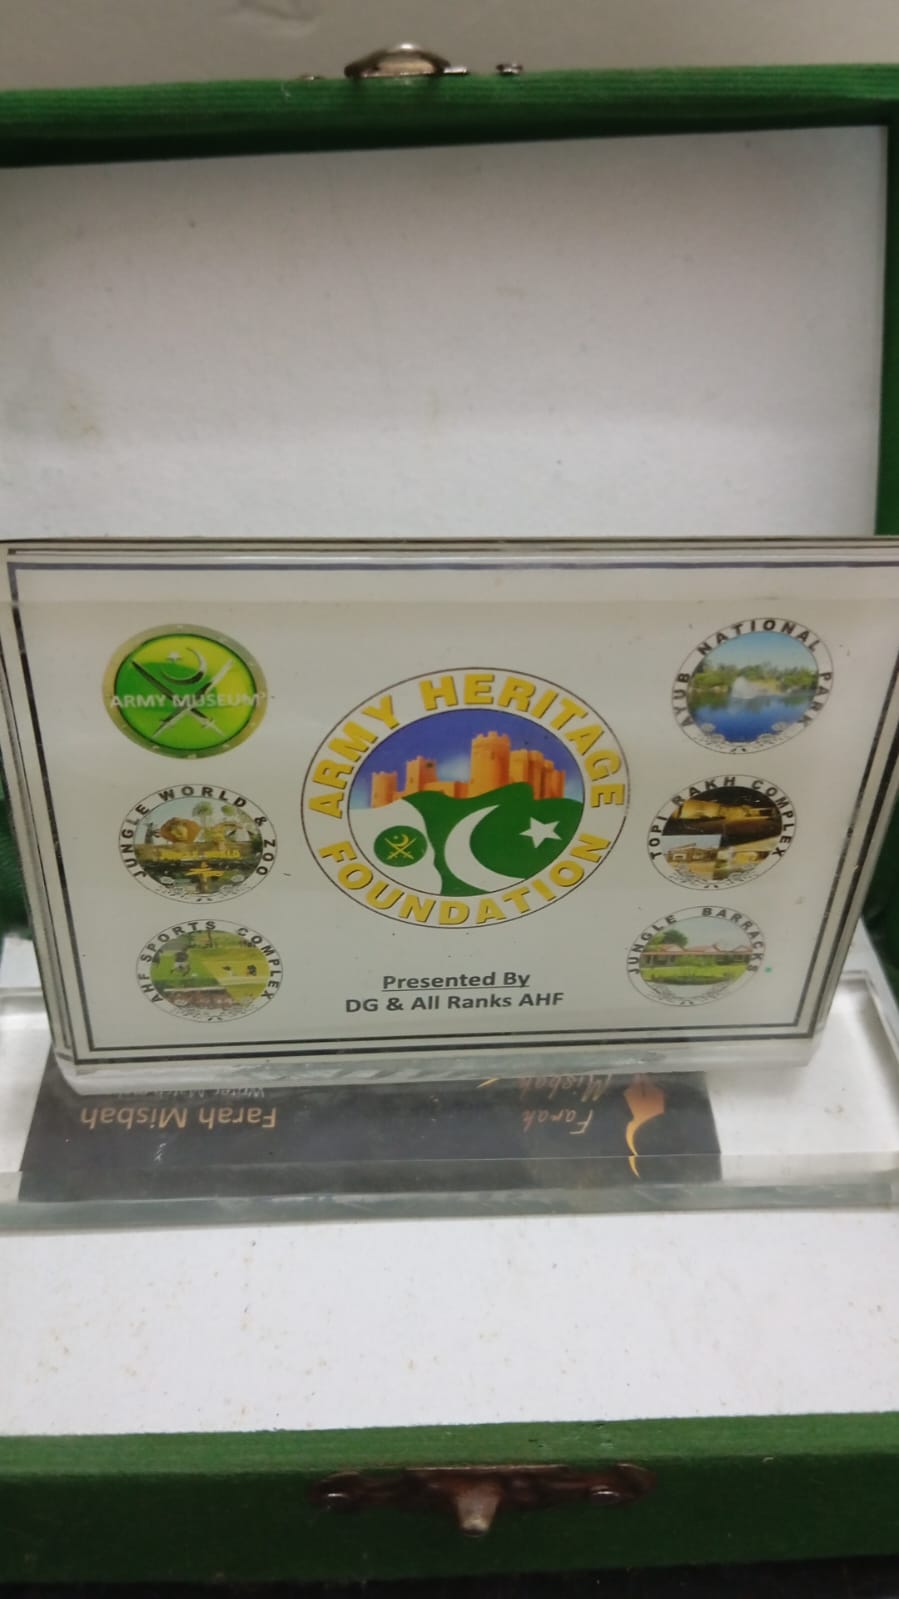 ARMY MUSEUM
ARMY HERITAGE FOUNDATION
AYUB NATIONAL PARK
JUNGLE WORLD & ZOO
TOPI RAKH COMPLEX
AHF SPORTS COMPLEX
JUNGLE BARRACKS
Presented By
DG & All Ranks AHF
Farah Misbah
Farah
Misbah